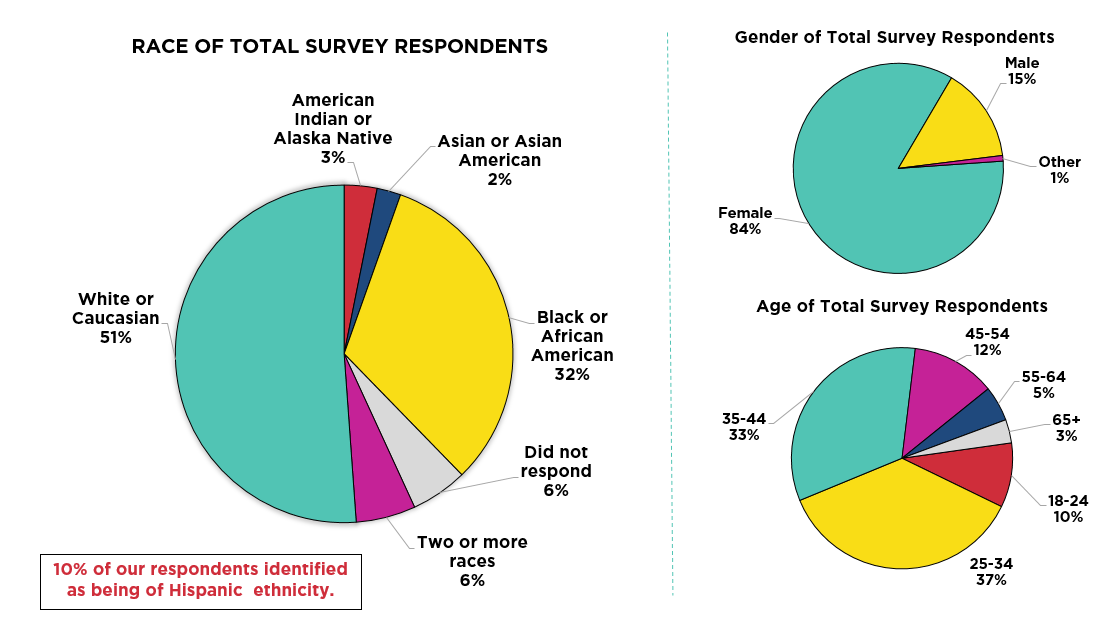 RACE OF TOTAL SURVEY RESPONDENTS
American
Indian or
Alaska Native
3%
Asian or Asian
American
2%
White or
Caucasian
51%
Black or
African
American
32%
Did not
respond
6%
Two or more
races
6%
10% of our respondents identified
as being of Hispanic  ethnicity.
Gender of Total Survey Respondents
Male
15%
Other
1%
Female
84%
Age of Total Survey Respondents
45-54
12%
55-64
5%
65+
3%
35-44
33%
18-24
10%
25-34
37%